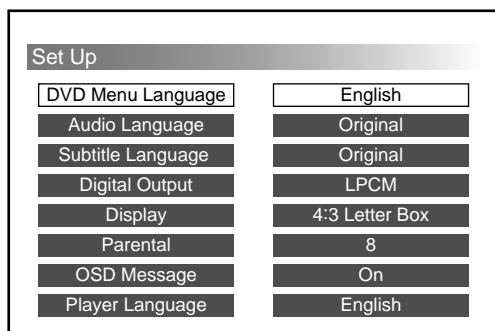 Set Up
DVD Menu Language English
Audio Language Original
Subtitle Language Original
Digital Output LPCM
Display 4:3 Letter Box
Parental 8
OSD Message On
Player Language English